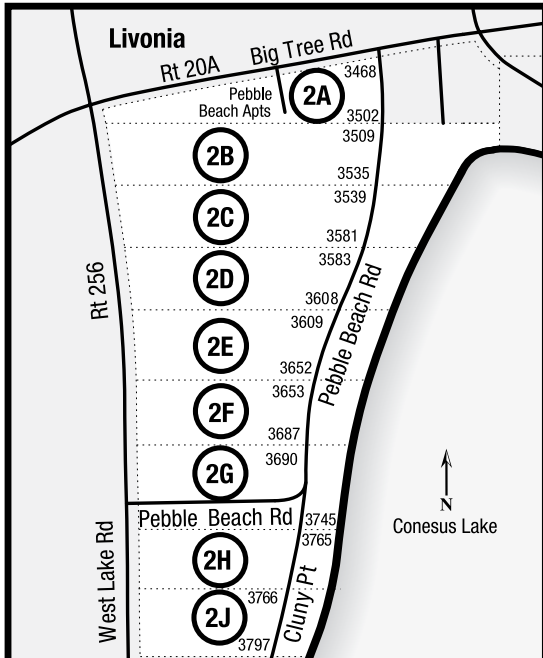 Livonia
Rt 20A
Big Tree Rd
3468
Pebble
Beach Apts
2A
3502
3509
2B
3535
3539
2C
3581
3583
2D
Rt 256
3608
3609
Pebble Beach Rd
2E
3652
3653
2F
3687
3690
2G
N
Conesus Lake
Pebble Beach Rd
3745
3765
2H
West Lake Rd
3766
Cluny Pt
2J
3797